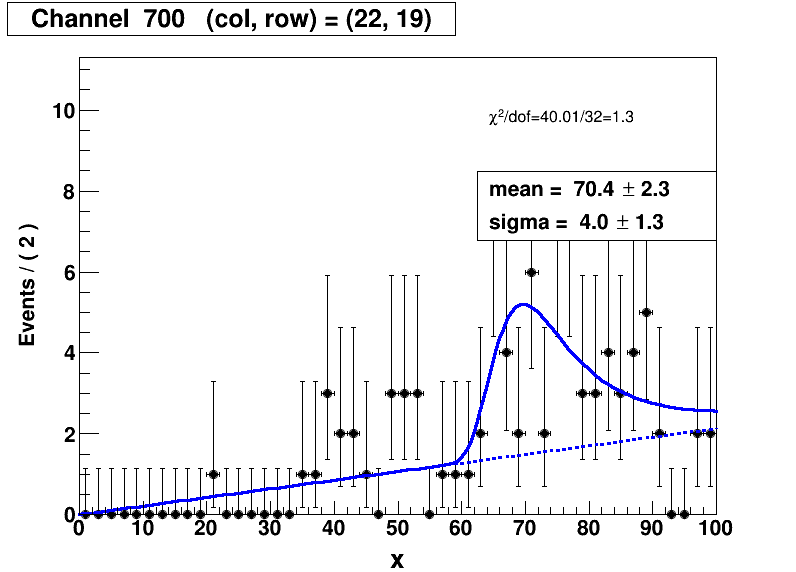 Channel 700 (col, row) = (22, 19)
χ²/dof=40.01/32=1.3
mean = 70.4 ± 2.3
sigma = 4.0 ± 1.3
Events / ( 2 )
10
8
6
4
2
0
0 10 20 30 40 50 60 70 80 90 100
x